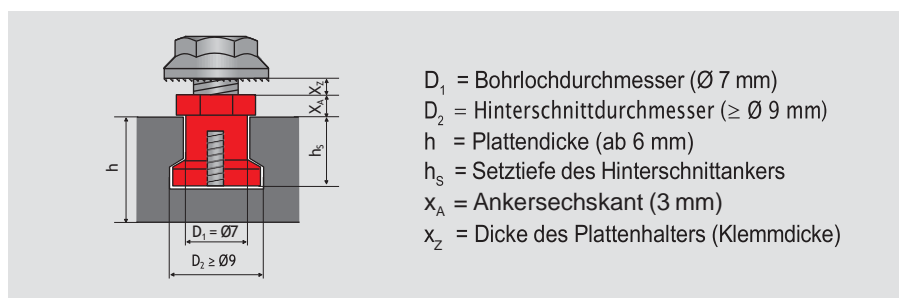 xZ
xA
h
hS
D1 = Ø7
D2 ≥ Ø9
D1 = Bohrlochdurchmesser (Ø 7 mm)
D2 = Hinterschnittdurchmesser (≥ Ø 9 mm)
h = Plattendicke (ab 6 mm)
hS = Setztiefe des Hinterschnittankers
xA = Ankersechskant (3 mm)
xZ = Dicke des Plattenhalters (Klemmdicke)